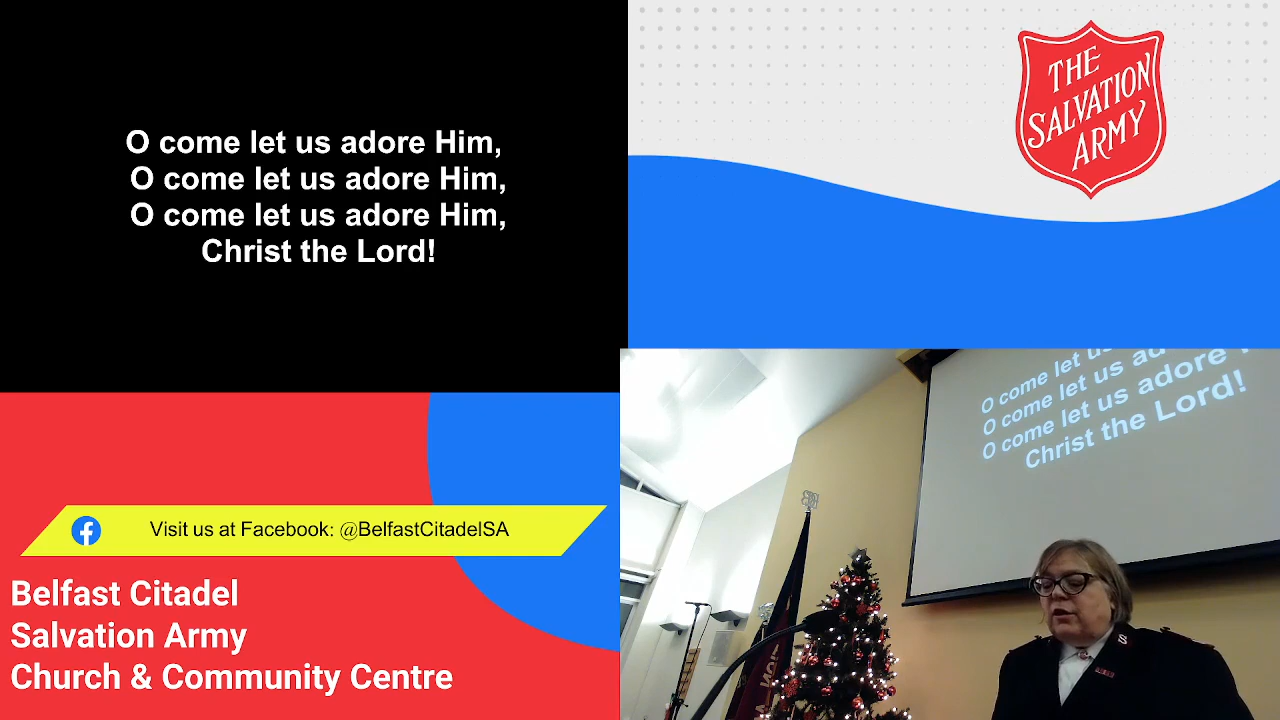 O come let us adore Him,
O come let us adore Him,
O come let us adore Him,
Christ the Lord!
THE
SALVATION
ARMY
Visit us at Facebook: @BelfastCitadelSA
Belfast Citadel
Salvation Army
Church & Community Centre
O come let us
O come let us ad
O come let us adore
Christ the Lord!
S